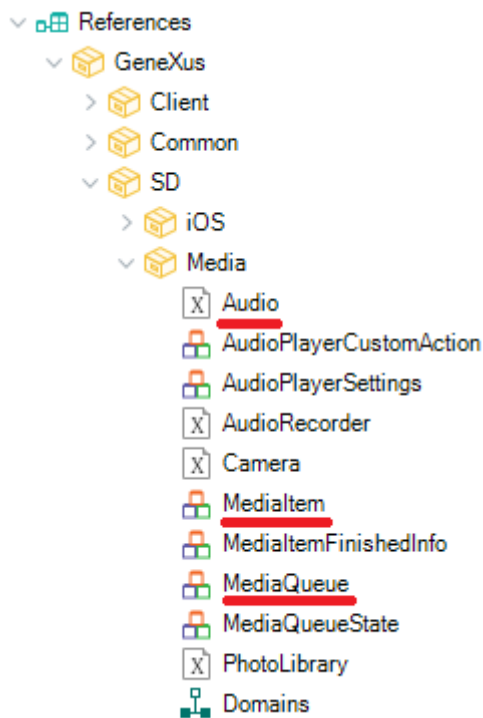 References
GeneXus
Client
Common
SD
iOS
Media
Audio
AudioPlayerCustomAction
AudioPlayerSettings
AudioRecorder
Camera
MediaItem
MediaItemFinishedInfo
MediaQueue
MediaQueueState
PhotoLibrary
Domains